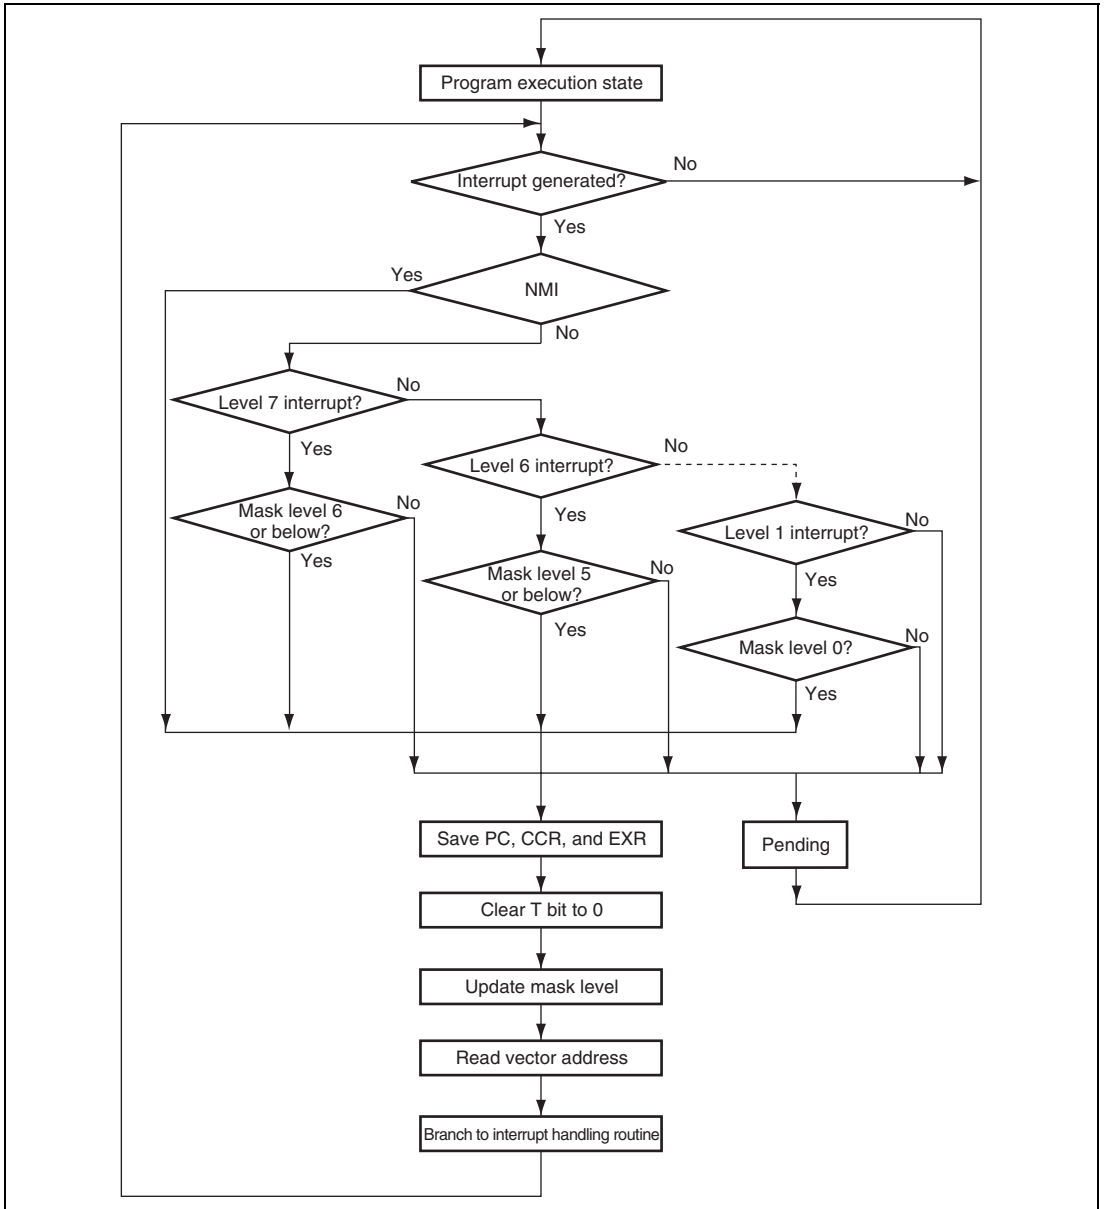 Program execution state
Interrupt generated?
No
Yes
NMI
Yes
No
Level 7 interrupt?
No
Yes
Mask level 6
or below?
No
Yes
Level 6 interrupt?
No
Yes
Mask level 5
or below?
No
Yes
Level 1 interrupt?
No
Yes
Mask level 0?
No
Yes
Save PC, CCR, and EXR
Pending
Clear T bit to 0
Update mask level
Read vector address
Branch to interrupt handling routine